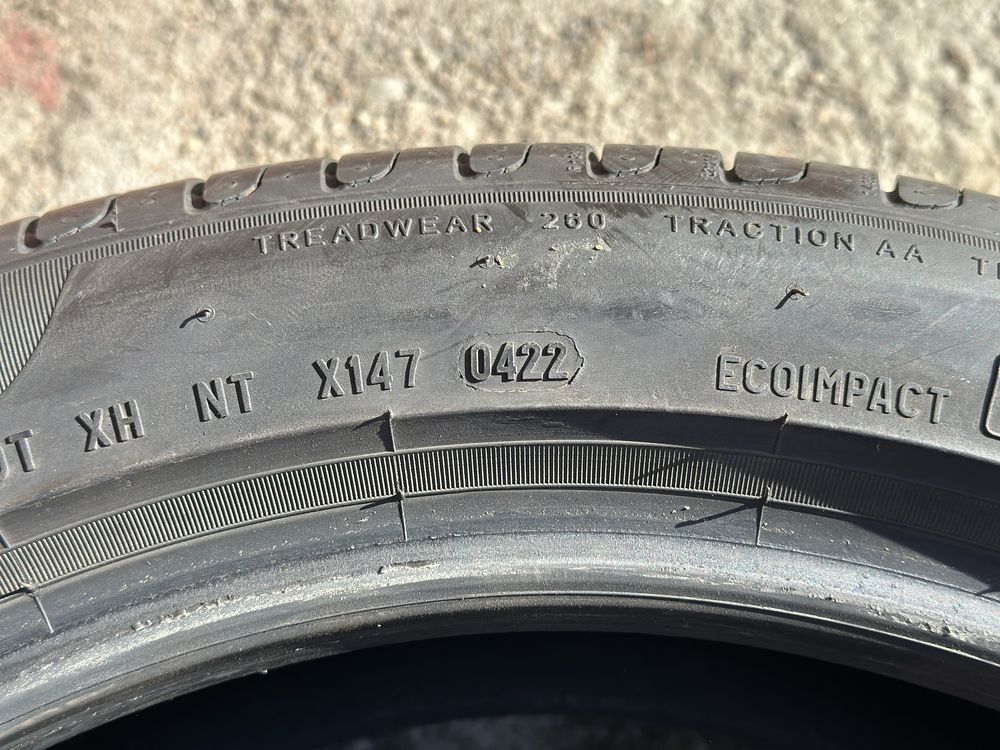 TREADWEAR 260 TRACTION AA
XH NT X147 0422 ECOIMPACT